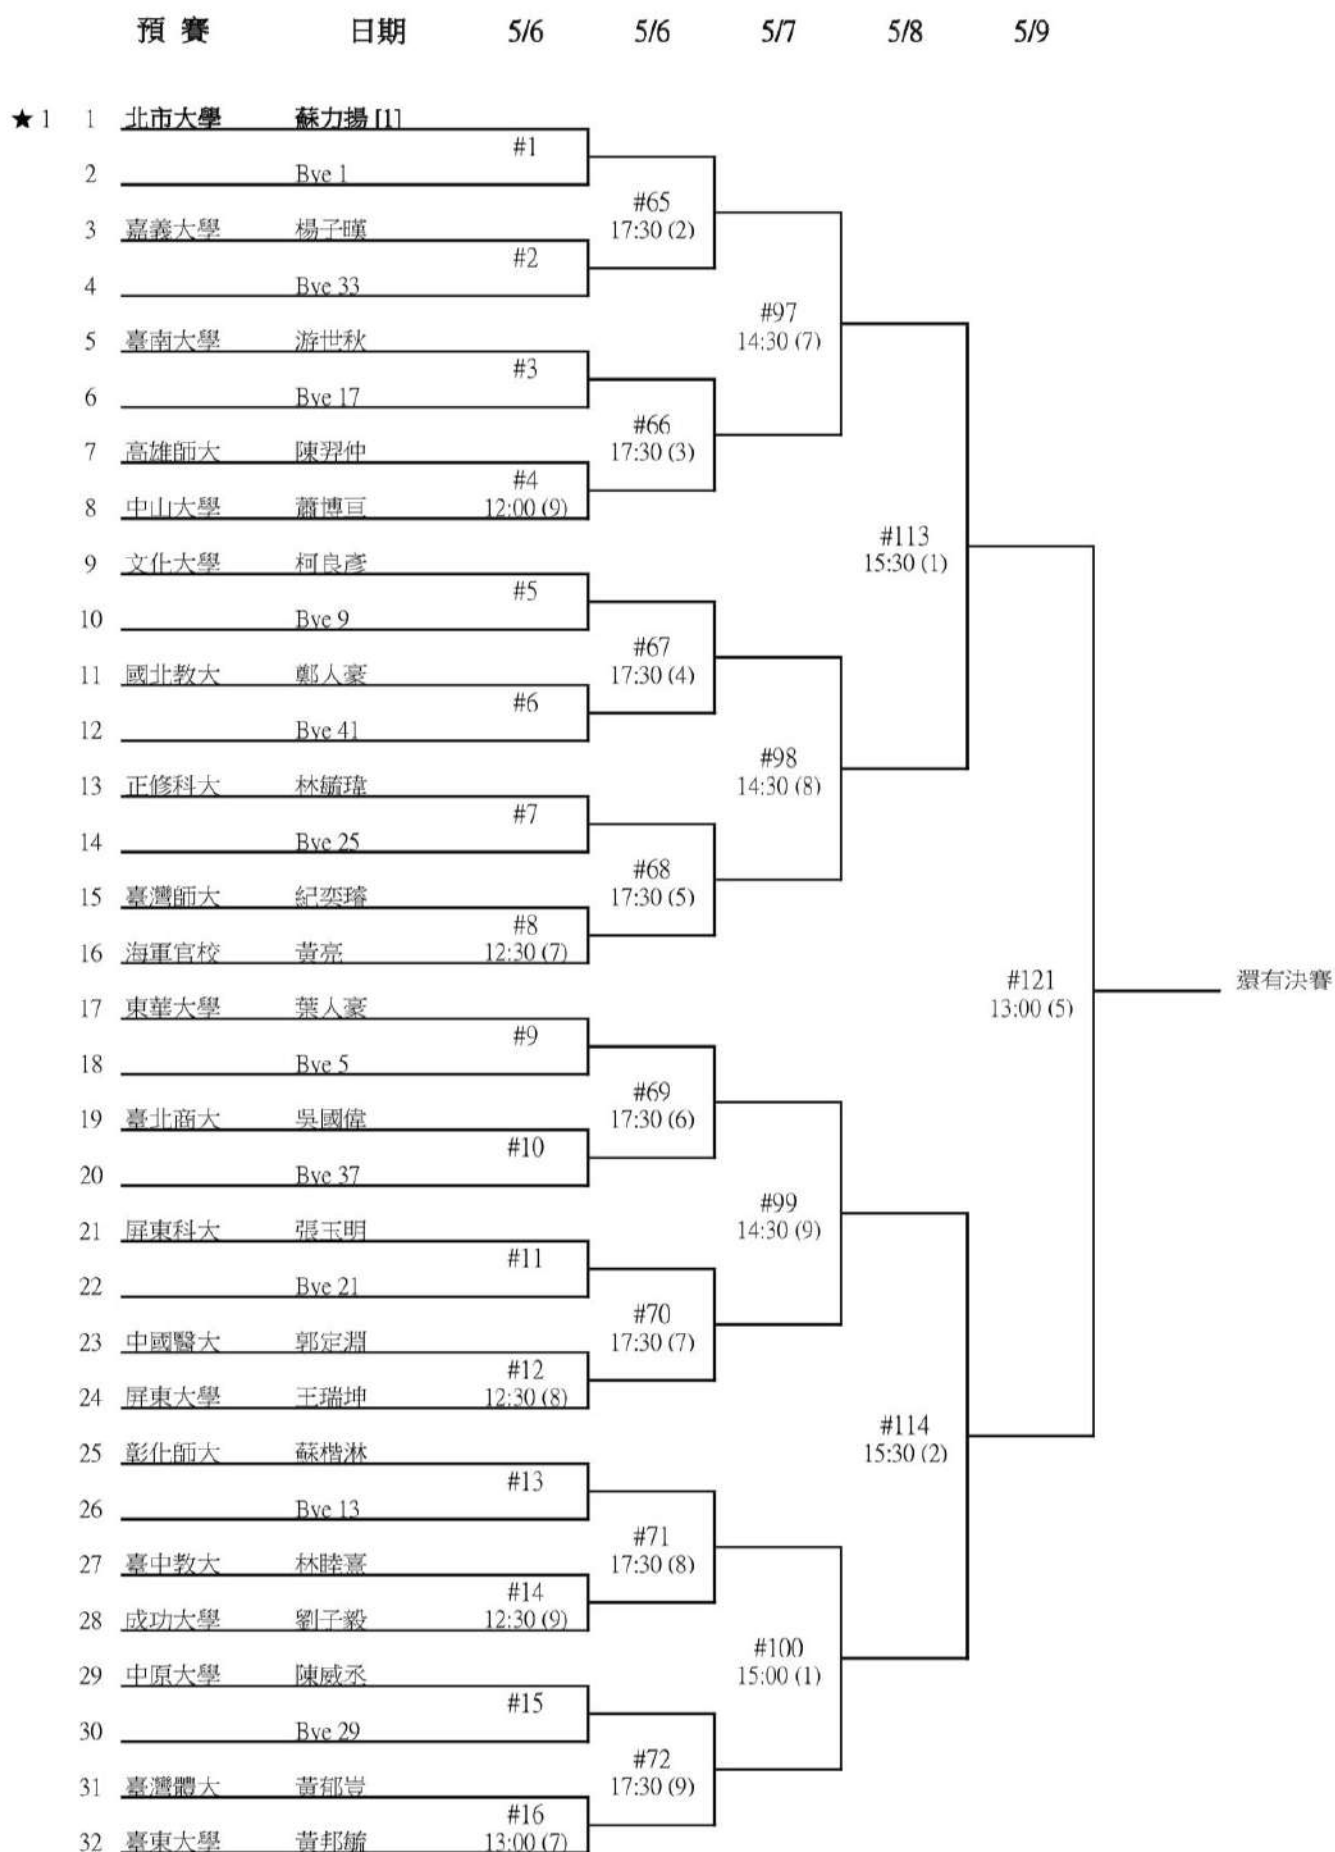 預 賽 日期 5/6 5/6 5/7 5/8 5/9
★ 1 1 北市大學 蘇力揚 [1]
#1
2 Bye 1
#65
3 嘉義大學 楊子暵 17:30 (2)
#2
4 Bye 33
#97
5 臺南大學 游世秋 14:30 (7)
#3
6 Bye 17
#66
7 高雄師大 陳羿仲 17:30 (3)
#4
8 中山大學 蕭博亘 12:00 (9)
#113
9 文化大學 柯良彥 15:30 (1)
#5
10 Bye 9
#67
11 國北教大 鄭人豪 17:30 (4)
#6
12 Bye 41
#98
13 正修科大 林毓瑋 14:30 (8)
#7
14 Bye 25
#68
15 臺灣師大 紀奕璿 17:30 (5)
#8
16 海軍官校 黃亮 12:30 (7)
#121 還有決賽
17 東華大學 葉人豪 13:00 (5)
#9
18 Bye 5
#69
19 臺北商大 吳國偉 17:30 (6)
#10
20 Bye 37
#99
21 屏東科大 張玉明 14:30 (9)
#11
22 Bye 21
#70
23 中國醫大 郭定淵 17:30 (7)
#12
24 屏東大學 王瑞坤 12:30 (8)
#114
25 彰化師大 蘇楷淋 15:30 (2)
#13
26 Bye 13
#71
27 臺中教大 林睦熹 17:30 (8)
#14
28 成功大學 劉子毅 12:30 (9)
#100
29 中原大學 陳威丞 15:00 (1)
#15
30 Bye 29
#72
31 臺灣體大 黃郁豈 17:30 (9)
#16
32 臺東大學 黃邦毓 13:00 (7)